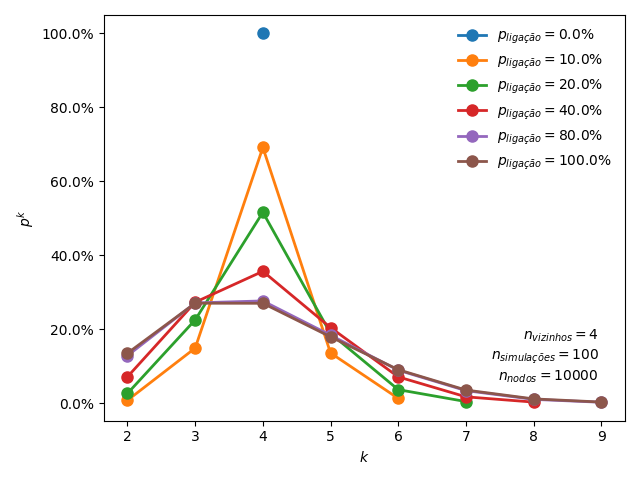 100.0%
80.0%
60.0%
40.0%
20.0%
0.0%
p^k
2 3 4 5 6 7 8 9
k
p_ligação = 0.0%
p_ligação = 10.0%
p_ligação = 20.0%
p_ligação = 40.0%
p_ligação = 80.0%
p_ligação = 100.0%
n_vizinhos = 4
n_simulações = 100
n_nodos = 10000